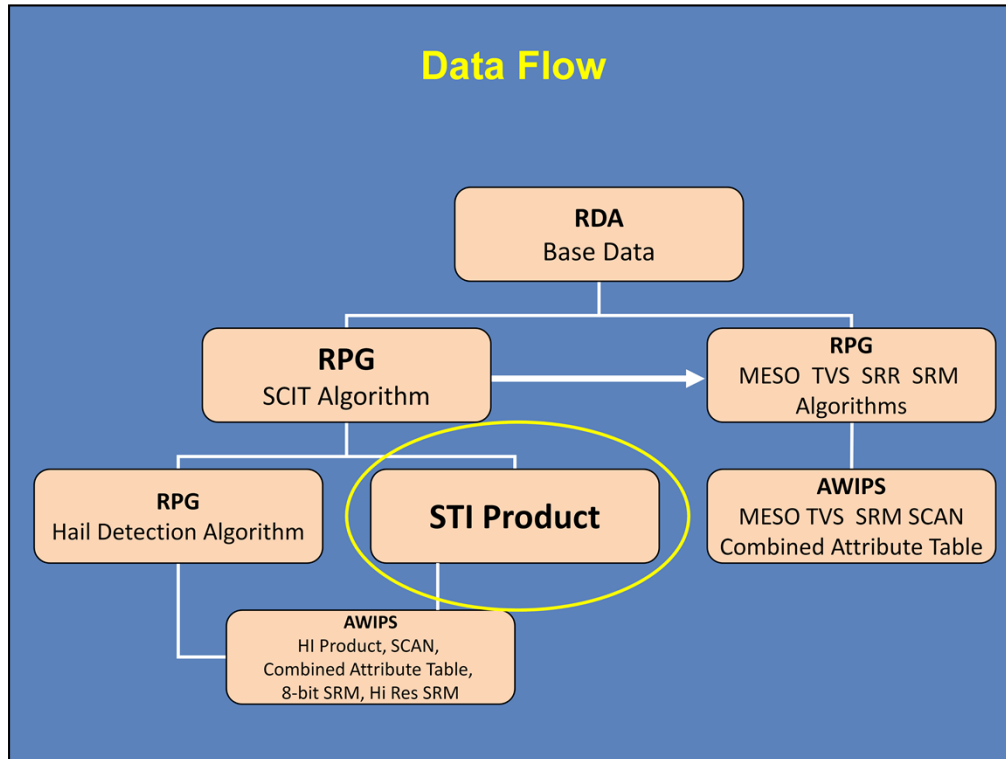 Data Flow
RDA
Base Data
RPG
SCIT Algorithm
RPG
MESO TVS SRR SRM
Algorithms
RPG
Hail Detection Algorithm
STI Product
AWIPS
MESO TVS SRM SCAN
Combined Attribute Table
AWIPS
HI Product, SCAN,
Combined Attribute Table,
8-bit SRM, Hi Res SRM